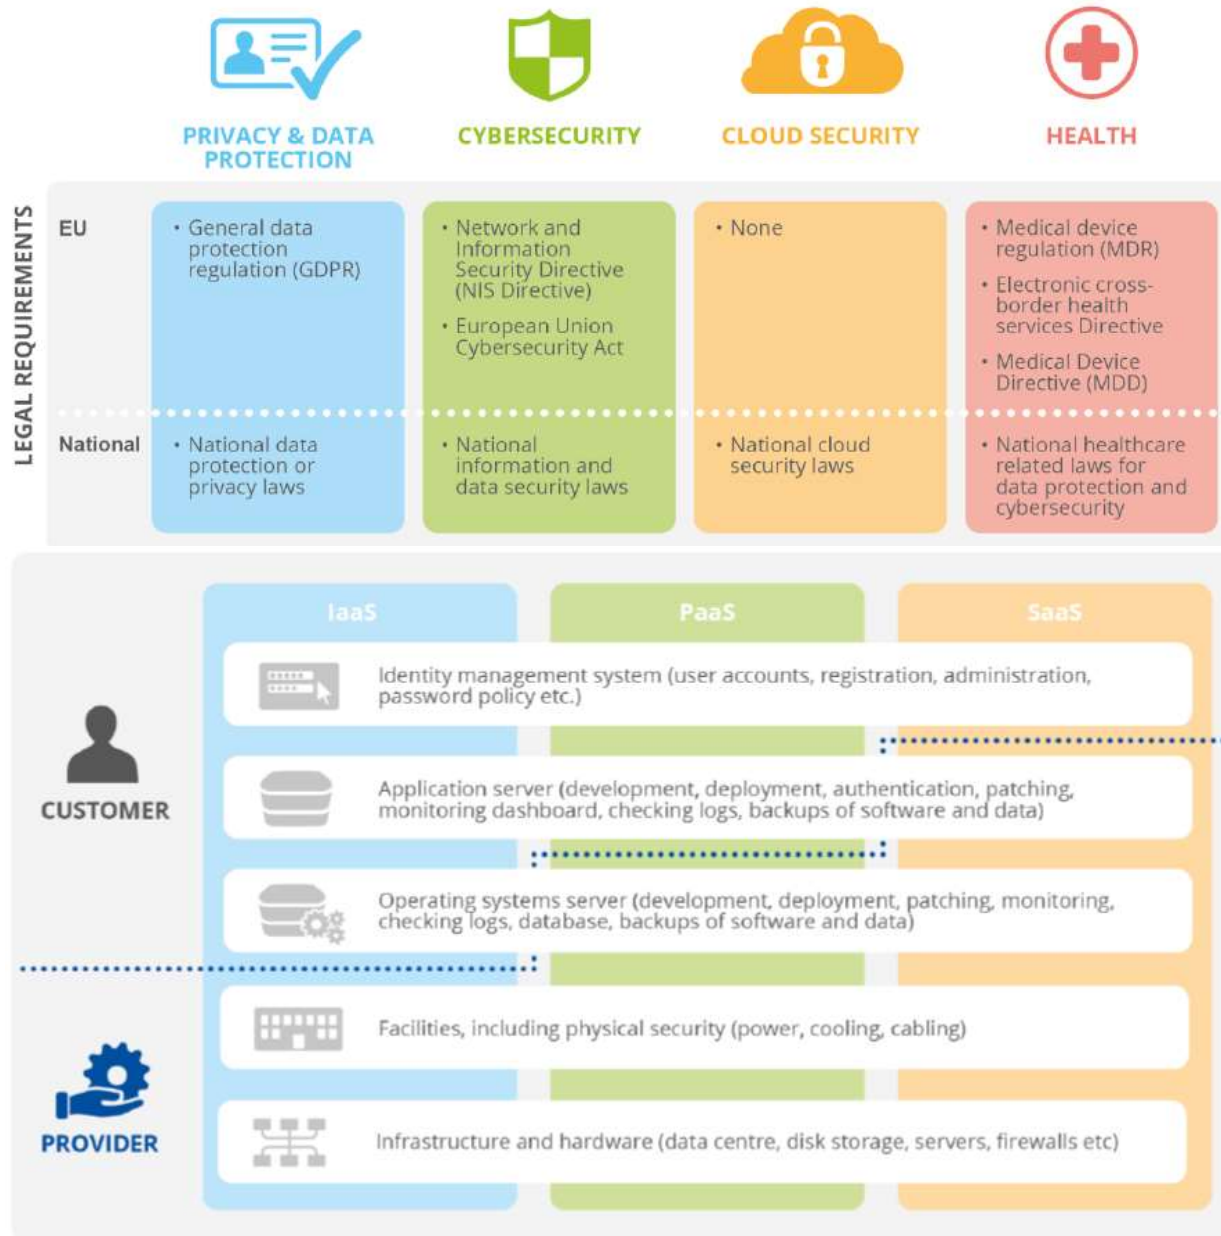 PRIVACY & DATA
PROTECTION
CYBERSECURITY
CLOUD SECURITY
HEALTH
LEGAL REQUIREMENTS
EU
• General data
protection
regulation (GDPR)
• Network and
Information
Security Directive
(NIS Directive)
• European Union
Cybersecurity Act
• None
• Medical device
regulation (MDR)
• Electronic cross-
border health
services Directive
• Medical Device
Directive (MDD)
National
• National data
protection or
privacy laws
• National
information and
data security laws
• National cloud
security laws
• National healthcare
related laws for
data protection and
cybersecurity
IaaS
PaaS
SaaS
CUSTOMER
Identity management system (user accounts, registration, administration,
password policy etc.)
Application server (development, deployment, authentication, patching,
monitoring dashboard, checking logs, backups of software and data)
Operating systems server (development, deployment, patching, monitoring,
checking logs, database, backups of software and data)
PROVIDER
Facilities, including physical security (power, cooling, cabling)
Infrastructure and hardware (data centre, disk storage, servers, firewalls etc)